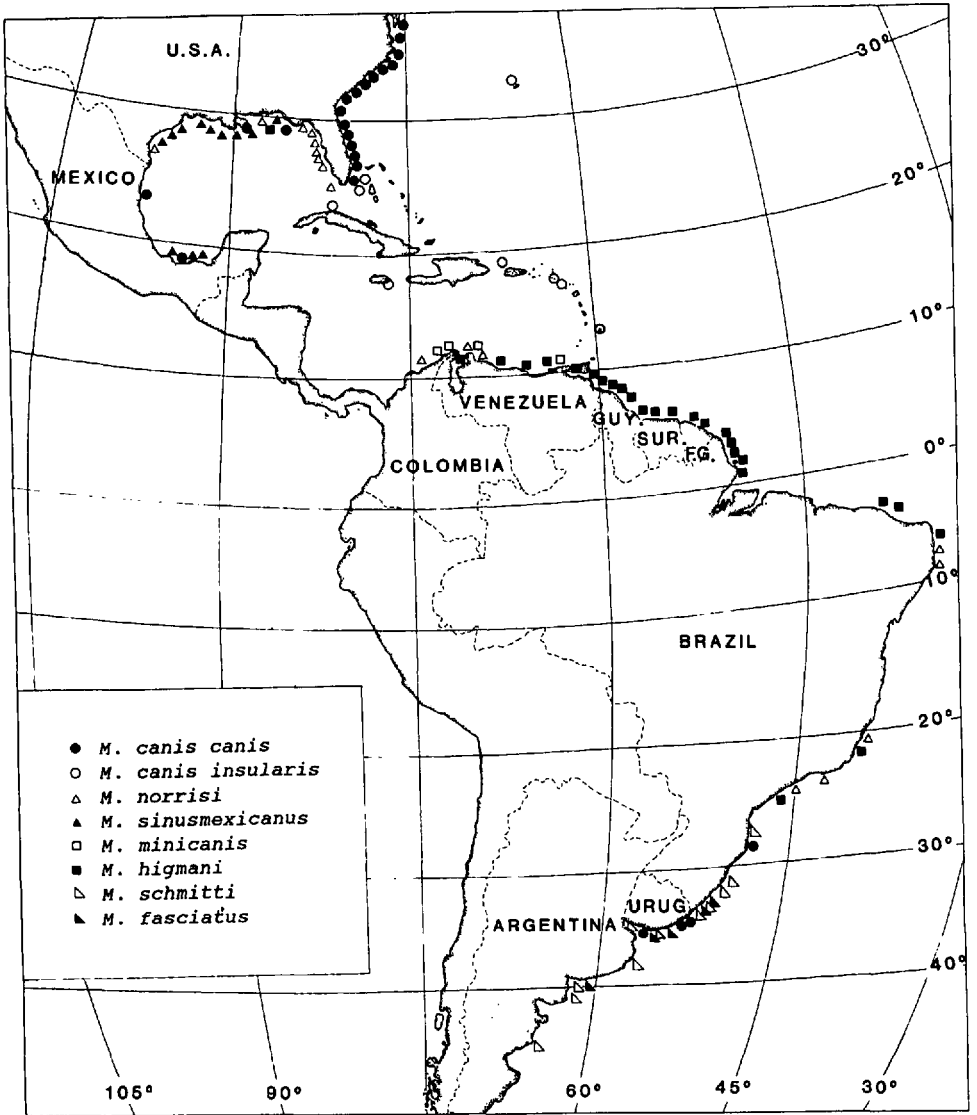 U.S.A.
30°
MEXICO
20°
10°
VENEZUELA
GUY.
SUR.
FG.
COLOMBIA
0°
10°
BRAZIL
20°
M. canis canis
M. canis insularis
M. norrisi
M. sinusmexicanus
M. minicanis
M. higmani
M. schmitti
M. fasciatus
30°
URUG
ARGENTINA
40°
105° 90° 60° 45° 30°